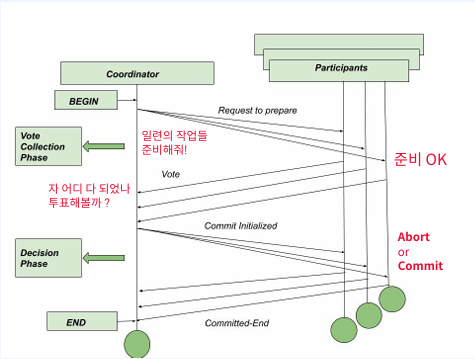 Coordinator
Participants
BEGIN
Request to prepare
Vote
Collection
Phase
일련의 작업들
준비해줘!
준비 OK
Vote
자 어디 다 되었나
투표해볼까 ?
Commit Initialized
Abort
or
Commit
Decision
Phase
END
Committed-End